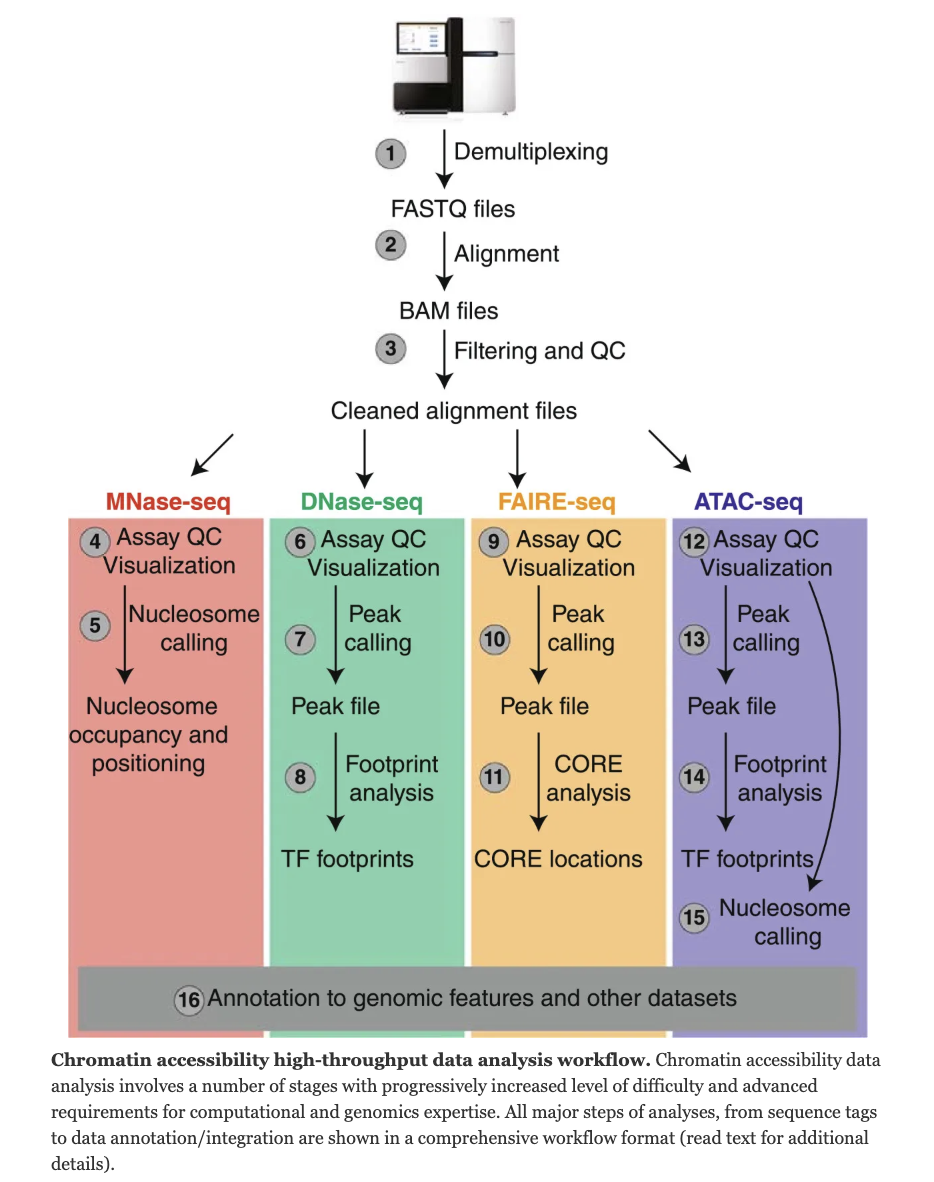 1 Demultiplexing
FASTQ files
2 Alignment
BAM files
3 Filtering and QC
Cleaned alignment files
MNase-seq
4 Assay QC
Visualization
5 Nucleosome
calling
Nucleosome
occupancy and
positioning
DNase-seq
6 Assay QC
Visualization
7 Peak
calling
Peak file
8 Footprint
analysis
TF footprints
FAIRE-seq
9 Assay QC
Visualization
10 Peak
calling
Peak file
11 CORE
analysis
CORE locations
ATAC-seq
12 Assay QC
Visualization
13 Peak
calling
Peak file
14 Footprint
analysis
TF footprints
15 Nucleosome
calling
16 Annotation to genomic features and other datasets
Chromatin accessibility high-throughput data analysis workflow. Chromatin accessibility data
analysis involves a number of stages with progressively increased level of difficulty and advanced
requirements for computational and genomics expertise. All major steps of analyses, from sequence tags
to data annotation/integration are shown in a comprehensive workflow format (read text for additional
details).